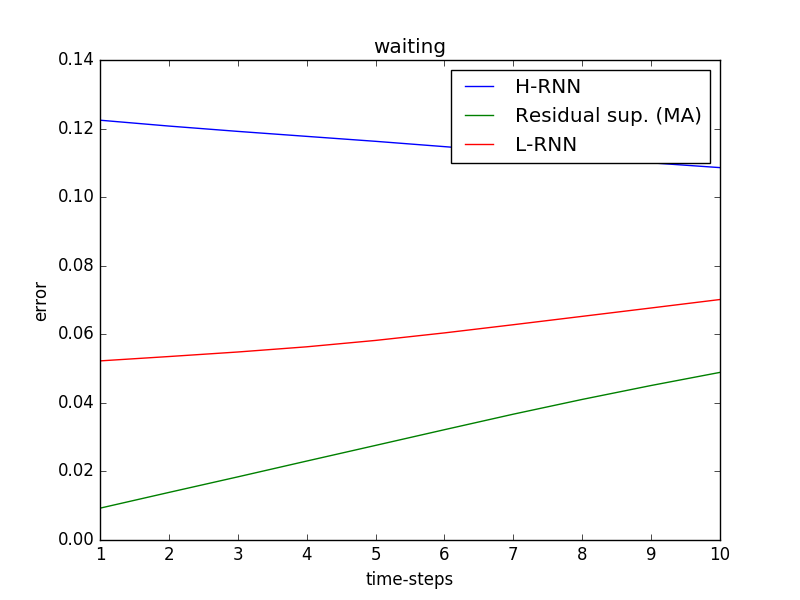 waiting
0.14
0.12
0.10
0.08
0.06
0.04
0.02
0.00
error
H-RNN
Residual sup. (MA)
L-RNN
1 2 3 4 5 6 7 8 9 10
time-steps